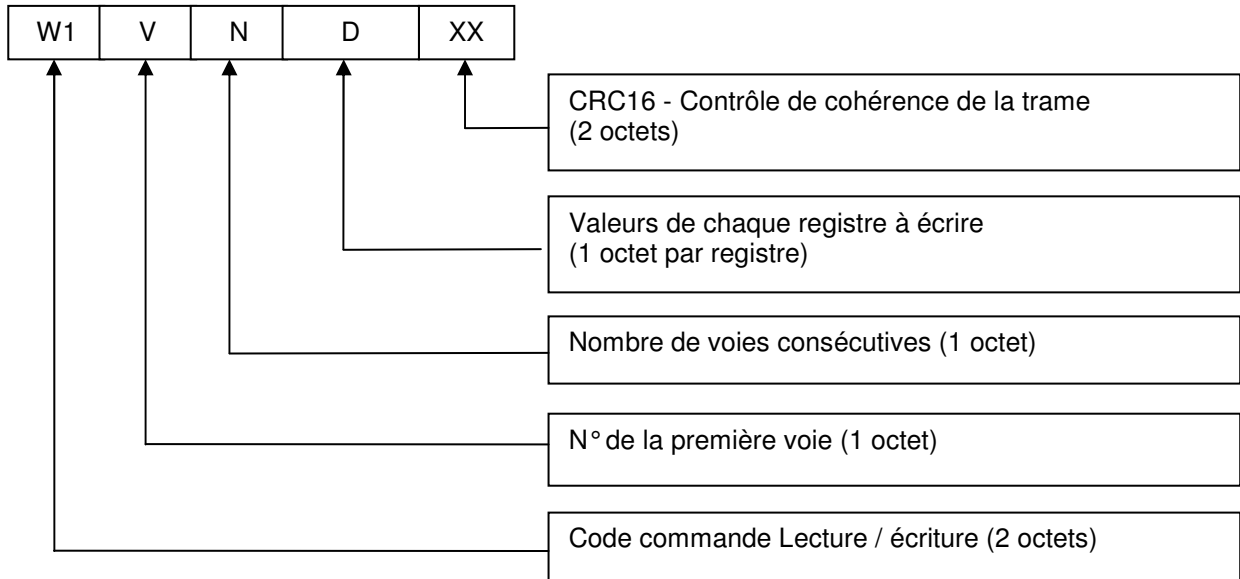 W1 V N D XX
CRC16 - Contrôle de cohérence de la trame
(2 octets)
Valeurs de chaque registre à écrire
(1 octet par registre)
Nombre de voies consécutives (1 octet)
N° de la première voie (1 octet)
Code commande Lecture / écriture (2 octets)